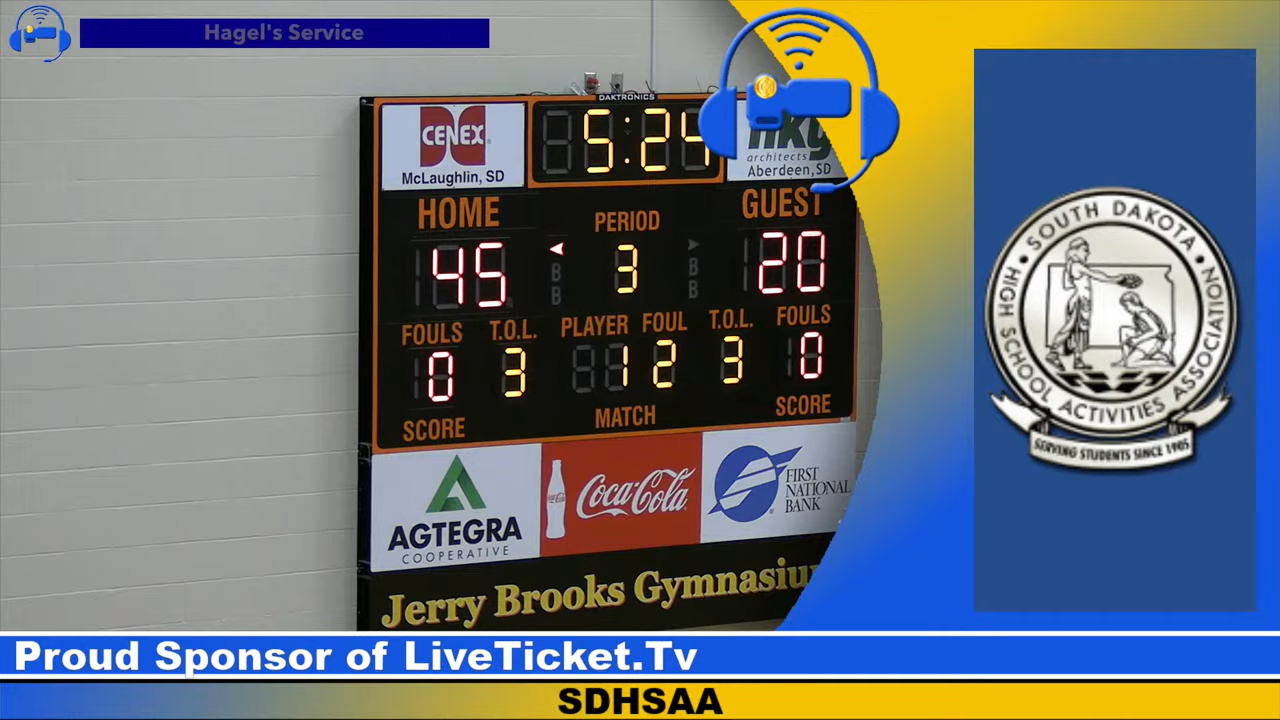 Hagel's Service
DAKTRONICS
CENEX®
McLaughlin, SD
5:24
architects
Aberdeen, SD
HOME
PERIOD
GUEST
45
3
20
B
B
B
B
FOULS T.O.L. PLAYER FOUL T.O.L. FOULS
0 3 1 2 3 0
SCORE
MATCH
SCORE
AGTEGRA
COOPERATIVE
Coca-Cola
FIRST
NATIONAL
BANK
Jerry Brooks Gymnasiu
SOUTH DAKOTA
HIGH SCHOOL ACTIVITIES ASSOCIATION
SERVING STUDENTS SINCE 1905
Proud Sponsor of LiveTicket.Tv
SDHSAA